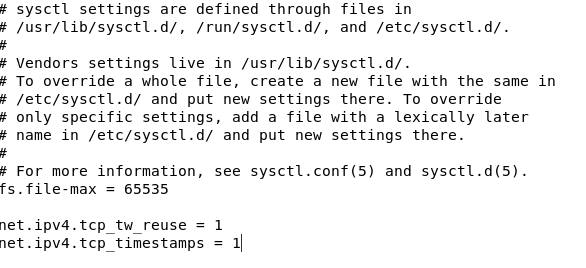 # sysctl settings are defined through files in
# /usr/lib/sysctl.d/, /run/sysctl.d/, and /etc/sysctl.d/.
#
# Vendors settings live in /usr/lib/sysctl.d/.
# To override a whole file, create a new file with the same in
# /etc/sysctl.d/ and put new settings there. To override
# only specific settings, add a file with a lexically later
# name in /etc/sysctl.d/ and put new settings there.
#
# For more information, see sysctl.conf(5) and sysctl.d(5).
fs.file-max = 65535

net.ipv4.tcp_tw_reuse = 1
net.ipv4.tcp_timestamps = 1